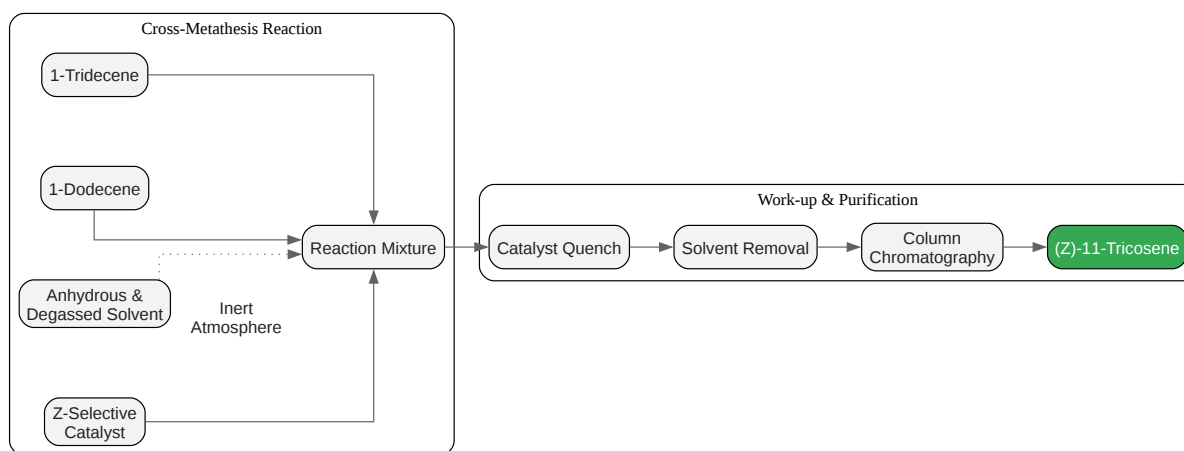 Cross-Metathesis Reaction
1-Tridecene
1-Dodecene
Reaction Mixture
Anhydrous &
Degassed Solvent
Inert
Atmosphere
Z-Selective
Catalyst
Work-up & Purification
Catalyst Quench
Solvent Removal
Column
Chromatography
(Z)-11-Tricosene